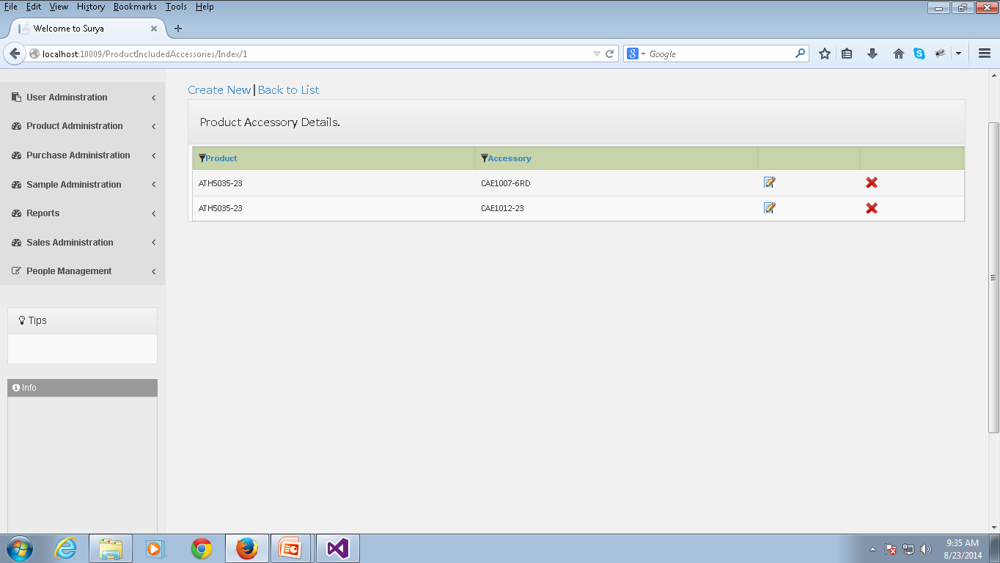 File Edit View History Bookmarks Tools Help
Welcome to Surya
localhost:10009/ProductIncludedAccessories/Index/1
Google
Create New | Back to List
User Adminstration
Product Administration
Purchase Administration
Sample Administration
Reports
Sales Administration
People Management
Product Accessory Details.
Product Accessory
ATH5035-23 CAE1007-6RD
ATH5035-23 CAE1012-23
Tips
Info
9:35 AM
8/23/2014